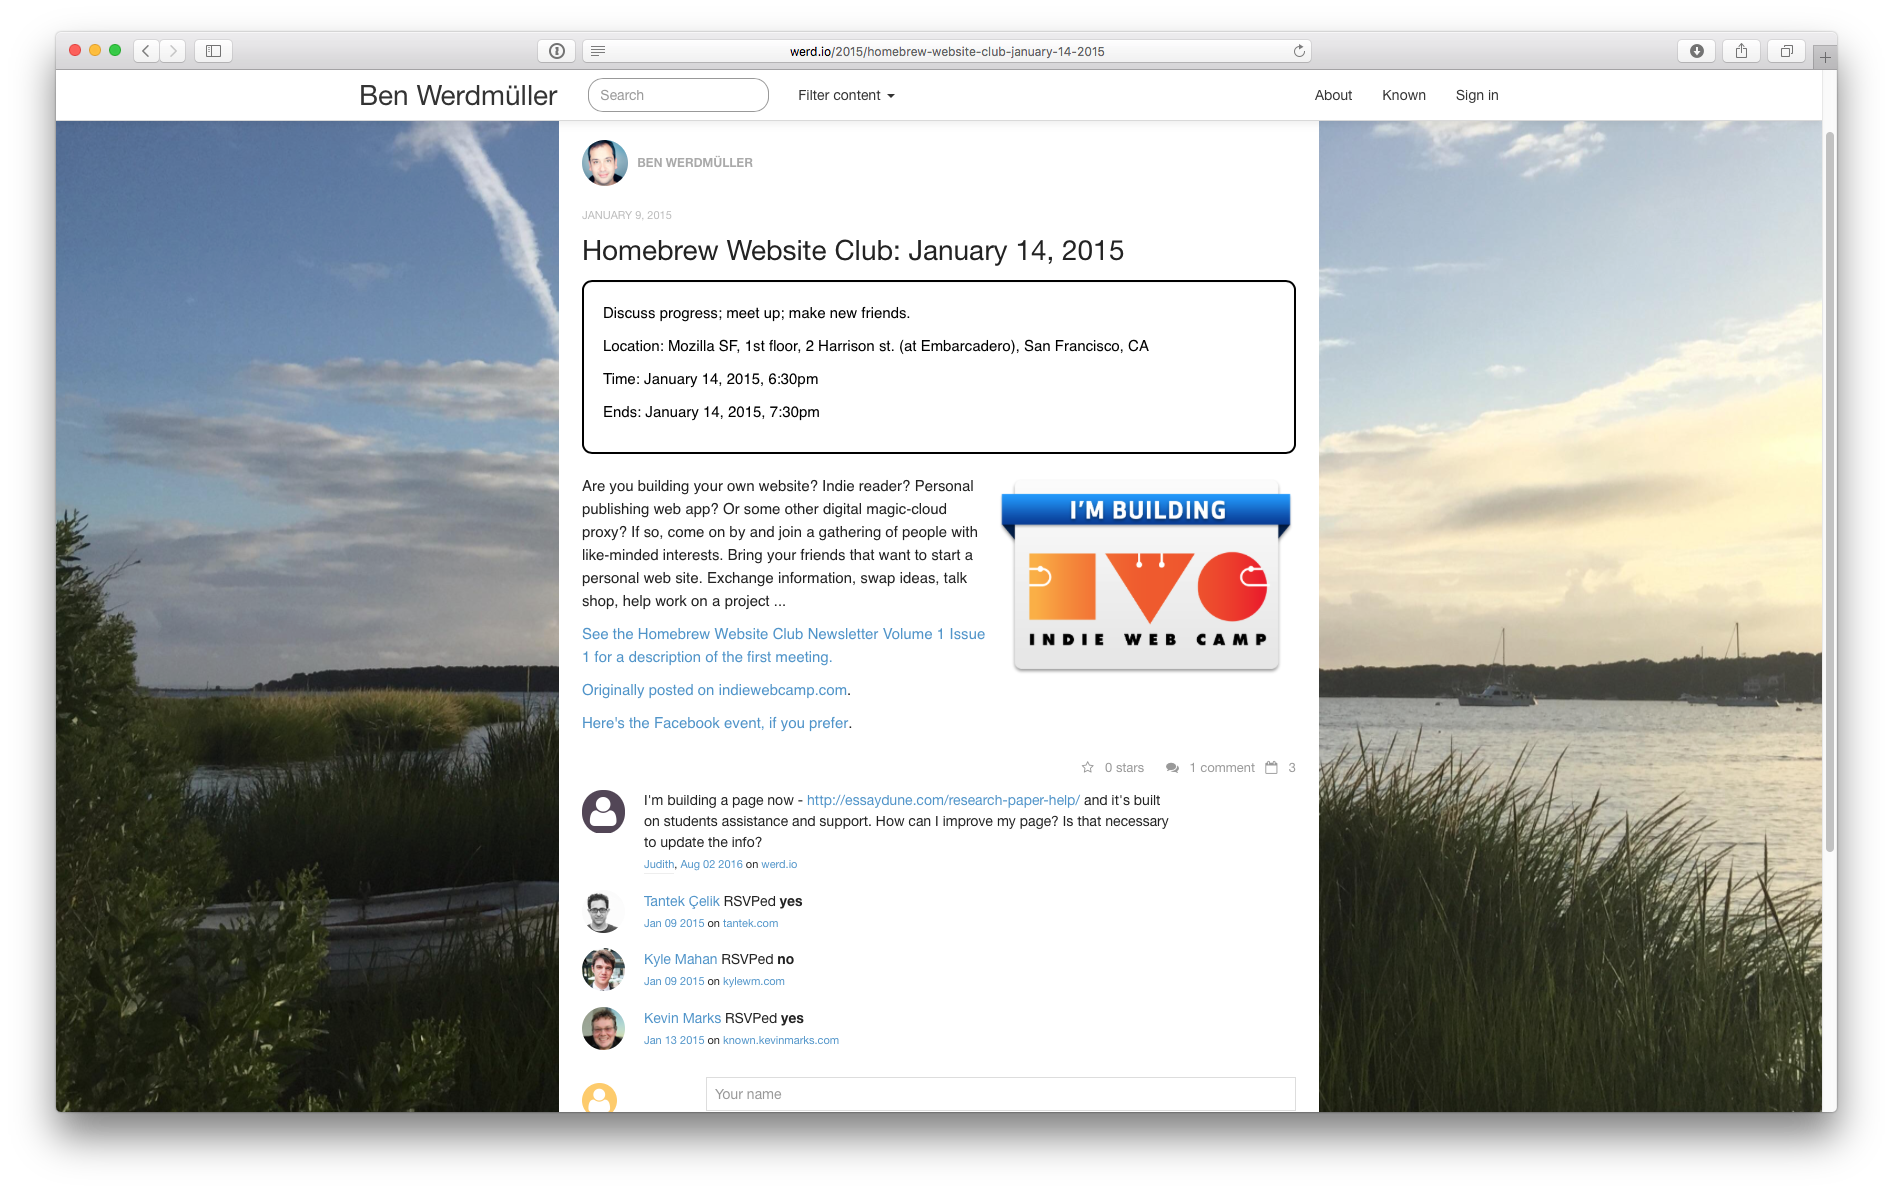 werd.io/2015/homebrew-website-club-january-14-2015
Ben Werdmüller
Search
Filter content
About
Known
Sign in
BEN WERDMÜLLER
JANUARY 9, 2015
Homebrew Website Club: January 14, 2015
Discuss progress; meet up; make new friends.
Location: Mozilla SF, 1st floor, 2 Harrison st. (at Embarcadero), San Francisco, CA
Time: January 14, 2015, 6:30pm
Ends: January 14, 2015, 7:30pm
Are you building your own website? Indie reader? Personal
publishing web app? Or some other digital magic-cloud
proxy? If so, come on by and join a gathering of people with
like-minded interests. Bring your friends that want to start a
personal web site. Exchange information, swap ideas, talk
shop, help work on a project ...
I'M BUILDING
INDIE WEB CAMP
See the Homebrew Website Club Newsletter Volume 1 Issue
1 for a description of the first meeting.
Originally posted on indiewebcamp.com.
Here's the Facebook event, if you prefer.
0 stars
1 comment
3
I'm building a page now - http://essaydune.com/research-paper-help/ and it's built
on students assistance and support. How can I improve my page? Is that necessary
to update the info?
Judith, Aug 02 2016 on werd.io
Tantek Çelik RSVPed yes
Jan 09 2015 on tantek.com
Kyle Mahan RSVPed no
Jan 09 2015 on kylewm.com
Kevin Marks RSVPed yes
Jan 13 2015 on known.kevinmarks.com
Your name